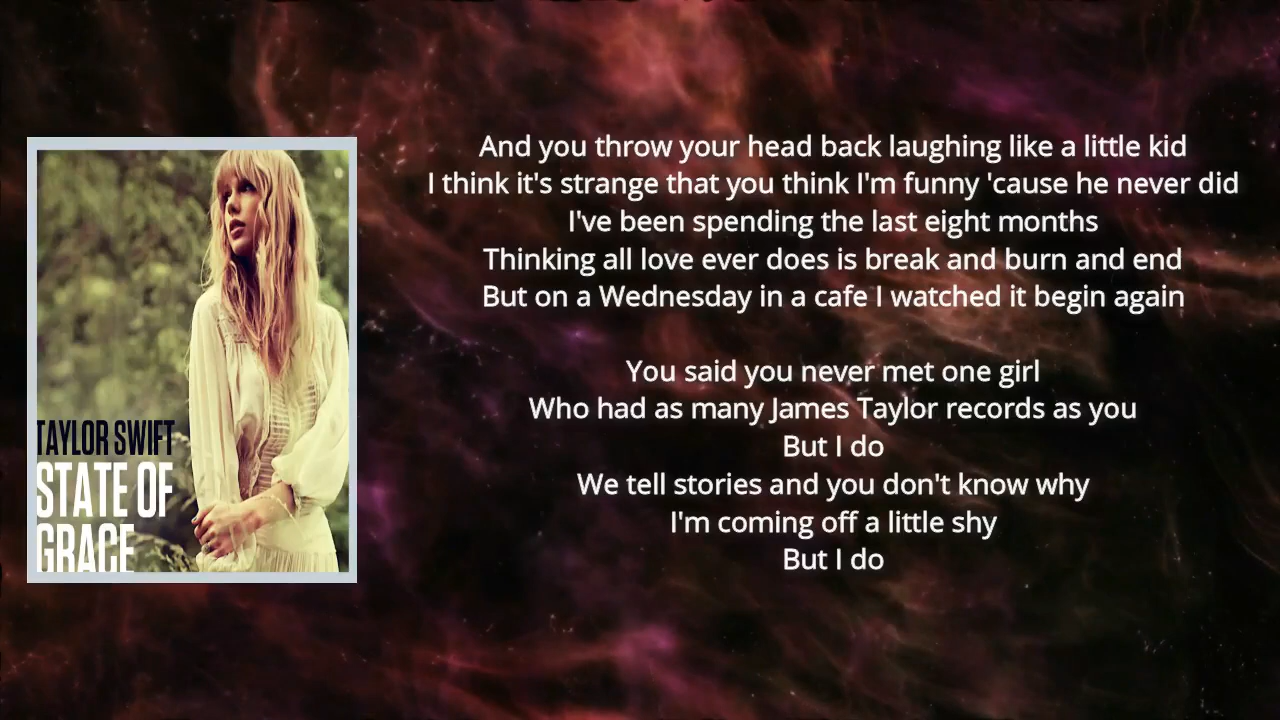 TAYLOR SWIFT
STATE OF
GRACE
And you throw your head back laughing like a little kid
I think it's strange that you think I'm funny 'cause he never did
I've been spending the last eight months
Thinking all love ever does is break and burn and end
But on a Wednesday in a cafe I watched it begin again
You said you never met one girl
Who had as many James Taylor records as you
But I do
We tell stories and you don't know why
I'm coming off a little shy
But I do